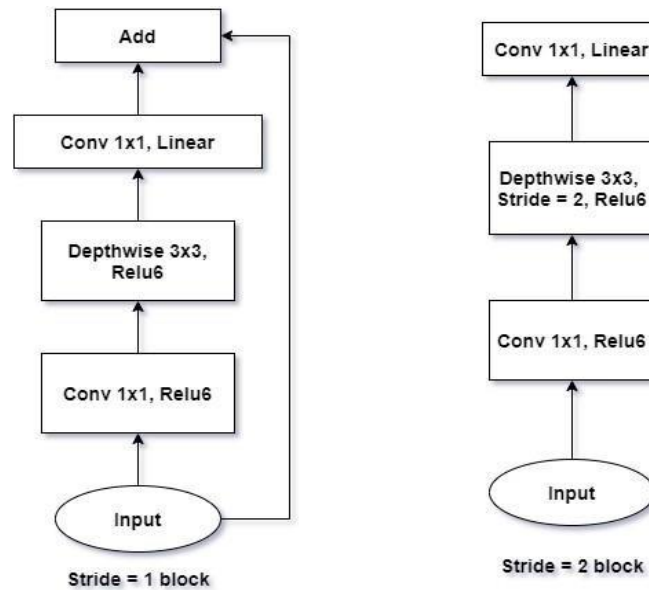 Add
Conv 1x1, Linear
Depthwise 3x3,
Relu6
Conv 1x1, Relu6
Input
Stride = 1 block
Conv 1x1, Linear
Depthwise 3x3,
Stride = 2, Relu6
Conv 1x1, Relu6
Input
Stride = 2 block